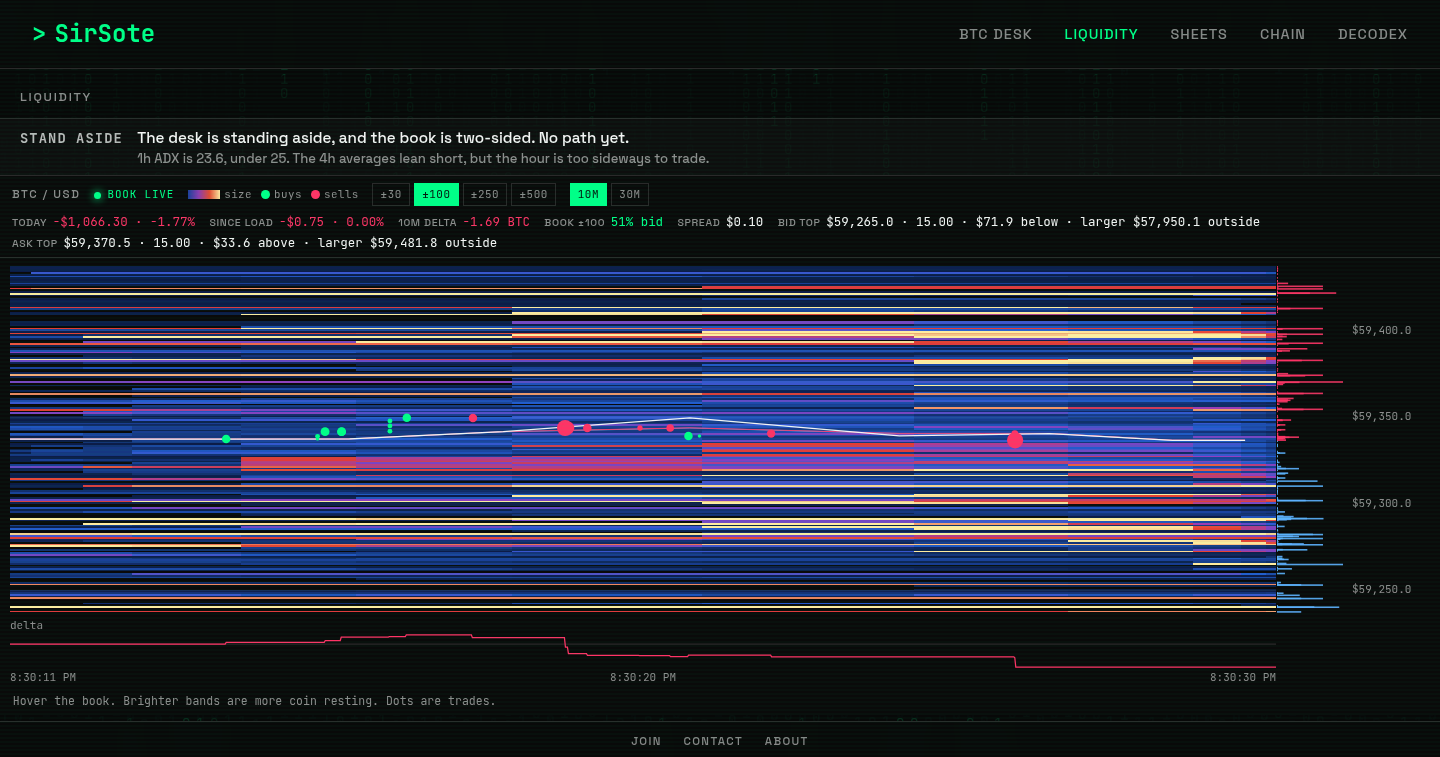 > SirSote
BTC DESK LIQUIDITY SHEETS CHAIN DECODEX
LIQUIDITY
STAND ASIDE The desk is standing aside, and the book is two-sided. No path yet.
1h ADX is 23.6, under 25. The 4h averages lean short, but the hour is too sideways to trade.
BTC / USD BOOK LIVE size buys sells ±30 ±100 ±250 ±500 10M 30M
TODAY -$1,066.30 · -1.77% SINCE LOAD -$0.75 · 0.00% 10M DELTA -1.69 BTC BOOK ±100 51% bid SPREAD $0.10 BID TOP $59,265.0 · 15.00 · $71.9 below · larger $57,950.1 outside
ASK TOP $59,370.5 · 15.00 · $33.6 above · larger $59,481.8 outside
$59,400.0
$59,350.0
$59,300.0
$59,250.0
delta
8:30:11 PM 8:30:20 PM 8:30:30 PM
Hover the book. Brighter bands are more coin resting. Dots are trades.
JOIN CONTACT ABOUT